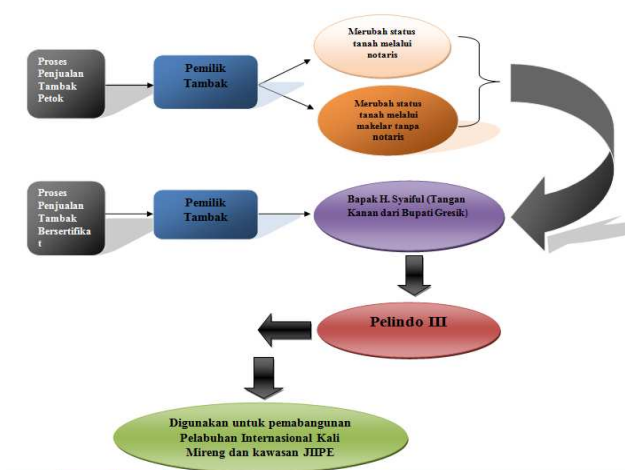 Merubah status
tanah melalui
notaris
Proses
Penjualan
Tambak
Petok
Pemilik
Tambak
Merubah status
tanah melalui
makelar tanpa
notaris
Proses
Penjualan
Tambak
Bersertifika
t
Pemilik
Tambak
Bapak H. Syaiful (Tangan
Kanan dari Bupati Gresik)
Pelindo III
Digunakan untuk pemabangunan
Pelabuhan Internasional Kali
Mireng dan kawasan JIIPE